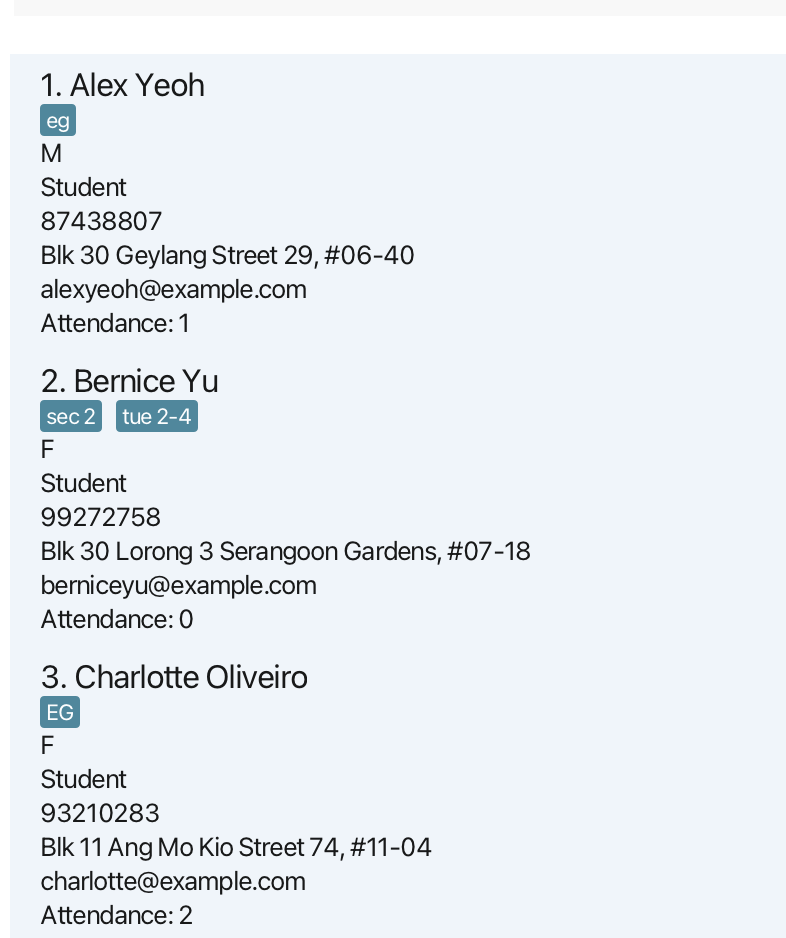 1. Alex Yeoh
eg
M
Student
87438807
Blk 30 Geylang Street 29, #06-40
alexyeoh@example.com
Attendance: 1
2. Bernice Yu
sec 2 tue 2-4
F
Student
99272758
Blk 30 Lorong 3 Serangoon Gardens, #07-18
berniceyu@example.com
Attendance: 0
3. Charlotte Oliveiro
EG
F
Student
93210283
Blk 11 Ang Mo Kio Street 74, #11-04
charlotte@example.com
Attendance: 2